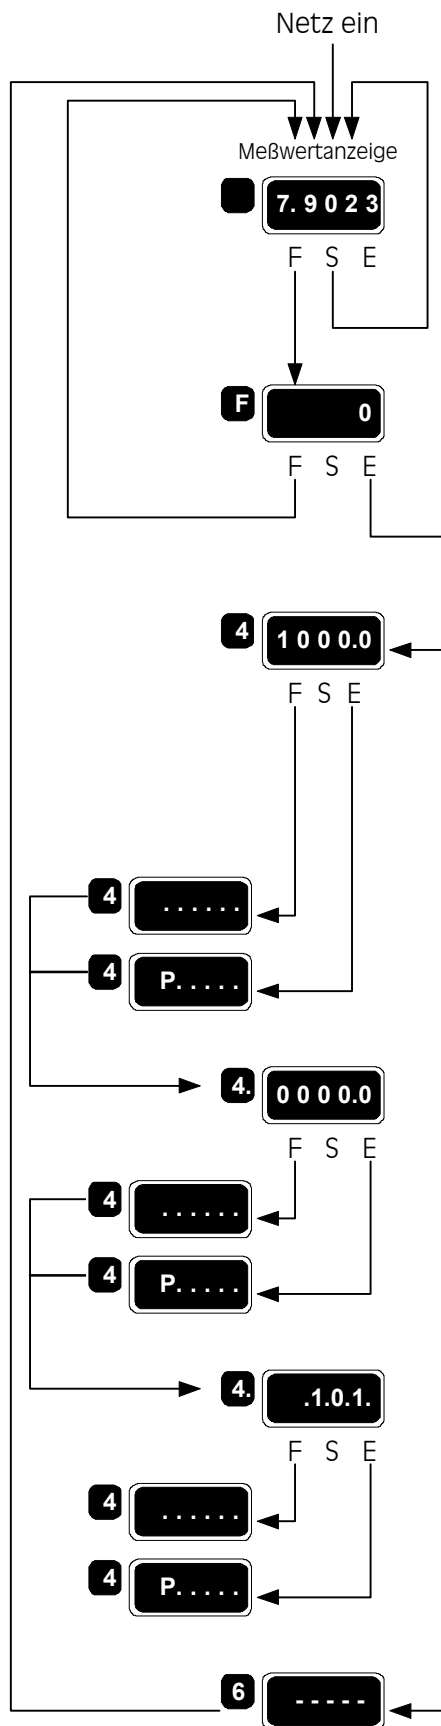 Netz ein
Meßwertanzeige
7. 9 0 2 3
F S E
F 0
F S E
4 1 0 0 0.0
F S E
4 . . . . . .
4 P. . . . .
4. 0 0 0 0.0
F S E
4 . . . . . .
4 P. . . . .
4. .1.0.1.
F S E
4 . . . . . .
4 P. . . . .
6 - - - - -